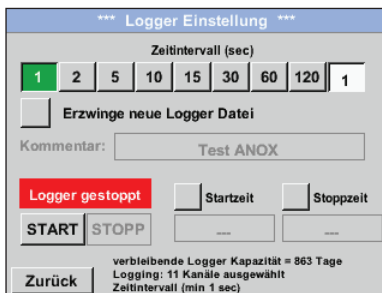 *** Logger Einstellung ***
Zeitintervall (sec)
1 2 5 10 15 30 60 120 1
Erzwinge neue Logger Datei
Kommentar: Test ANOX
Logger gestoppt Startzeit Stoppzeit
START STOPP --- ---
verbleibende Logger Kapazität = 863 Tage
Logging: 11 Kanäle ausgewählt
Zurück Zeitintervall (min 1 sec)